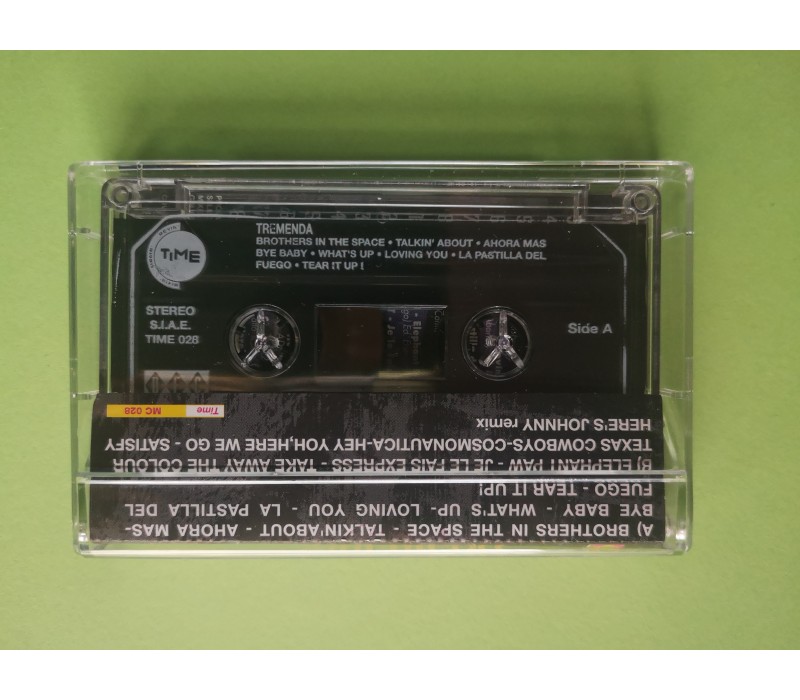 TREMENDA
BROTHERS IN THE SPACE • TALKIN' ABOUT • AHORA MAS
BYE BABY • WHAT'S UP • LOVING YOU • LA PASTILLA DEL
FUEGO • TEAR IT UP !
TIME
STEREO
S.I.A.E.
TIME 028
Side A
A) BROTHERS IN THE SPACE - TALKIN'ABOUT - AHORA MAS-
BYE BABY - WHAT'S UP- LOVING YOU - LA PASTILLA DEL
FUEGO - TEAR IT UP!
B) ELEPHANT PAW - JE LE FAIS EXPRESS - TAKE AWAY THE COLOUR
TEXAS COWBOYS-COSMONAUTICA-HEY YOH,HERE WE GO - SATISFY
HERE'S JOHNNY remix
Time MC 028